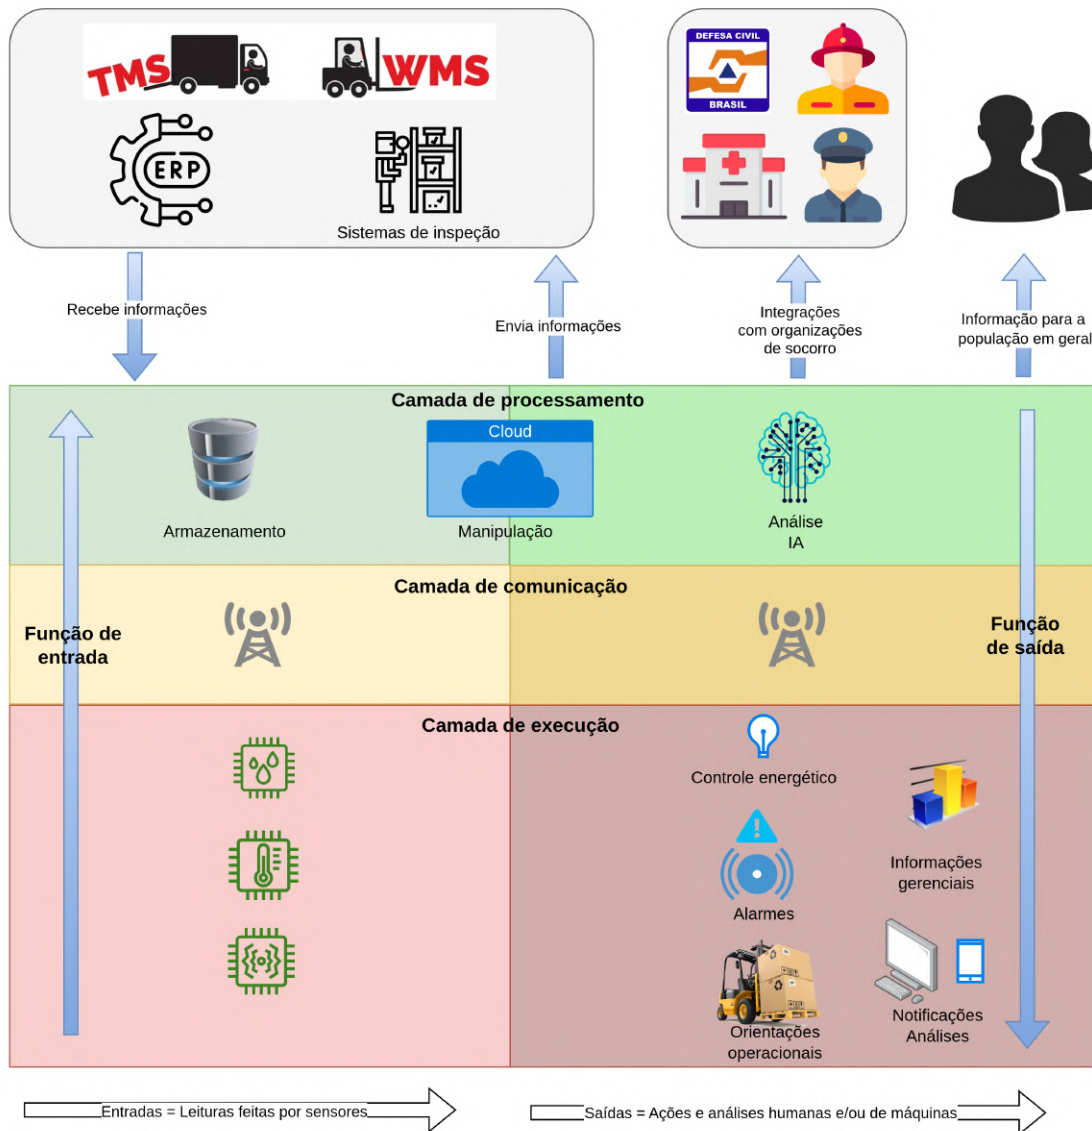 TMS
WMS
ERP
Sistemas de inspeção
DEFESA CIVIL
BRASIL
Recebe informações
Envia informações
Integrações
com organizações
de socorro
Informação para a
população em geral
Camada de processamento
Armazenamento
Cloud
Manipulação
Análise
IA
Camada de comunicação
Função de
entrada
Função
de saída
Camada de execução
Controle energético
Alarmes
Orientações
operacionais
Informações
gerenciais
Notificações
Análises
Entradas = Leituras feitas por sensores
Saídas = Ações e análises humanas e/ou de máquinas